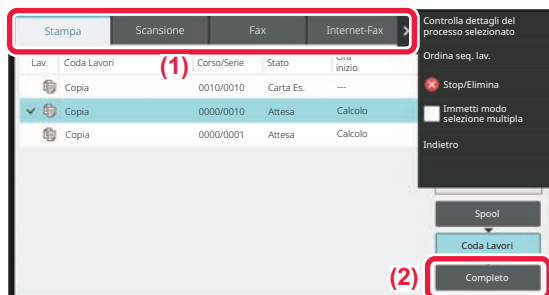 Stampa
Scansione
Fax
Internet-Fax
(1)
Lav.
Coda Lavori
Corso/Serie
Stato
Ora
inizio
Copia
0010/0010
Carta Es.
---
Copia
0000/0010
Attesa
Calcolo
Copia
0000/0001
Attesa
Calcolo
Controlla dettagli del
processo selezionato
Ordina seq. lav.
Stop/Elimina
Immetti modo
selezione multipla
Indietro
Spool
Coda Lavori
(2)
Completo